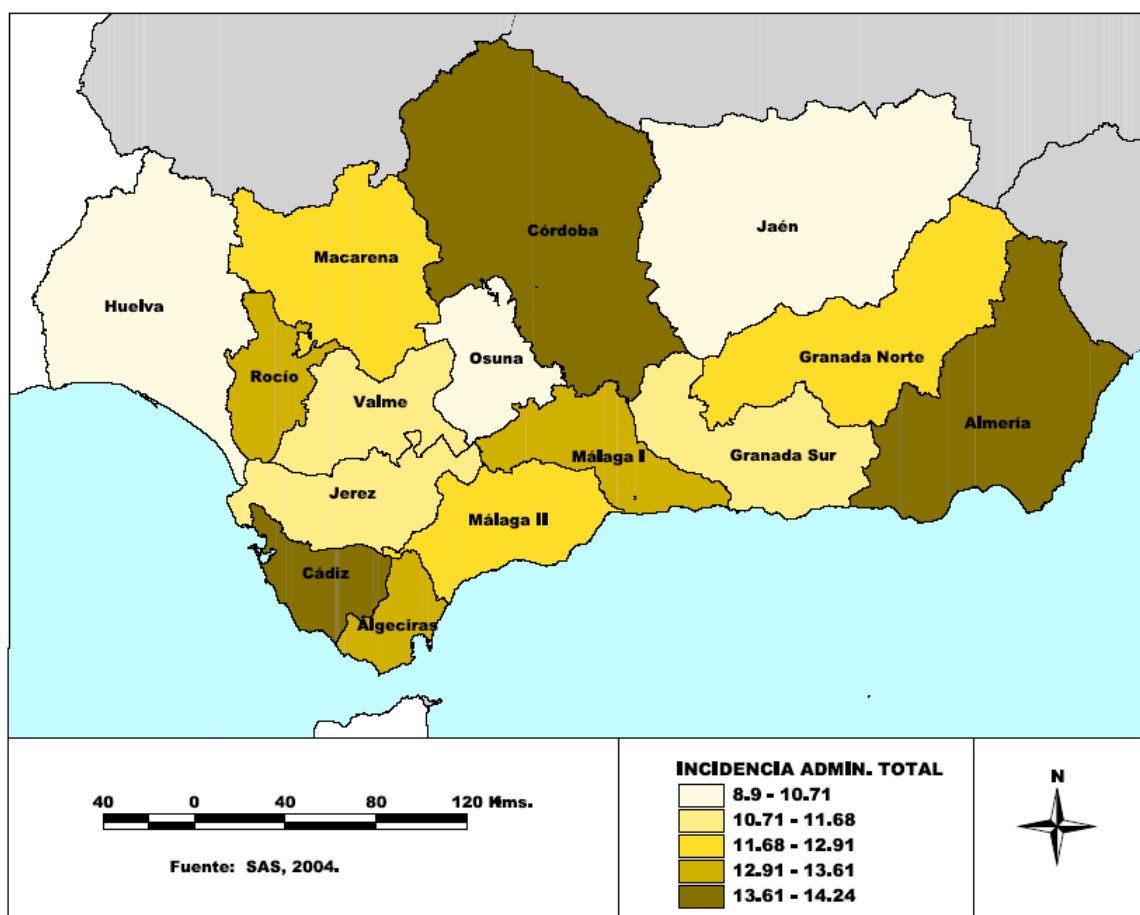 Córdoba
Jaén
Macarena
Huelva
Osuna
Granada Norte
Rocío
Valme
Almería
Málaga I
Granada Sur
Jerez
Málaga II
Cádiz
Algeciras
INCIDENCIA ADMIN. TOTAL
8.9 - 10.71
10.71 - 11.68
11.68 - 12.91
12.91 - 13.61
13.61 - 14.24
40 0 40 80 120 Kms.
Fuente: SAS, 2004.
N